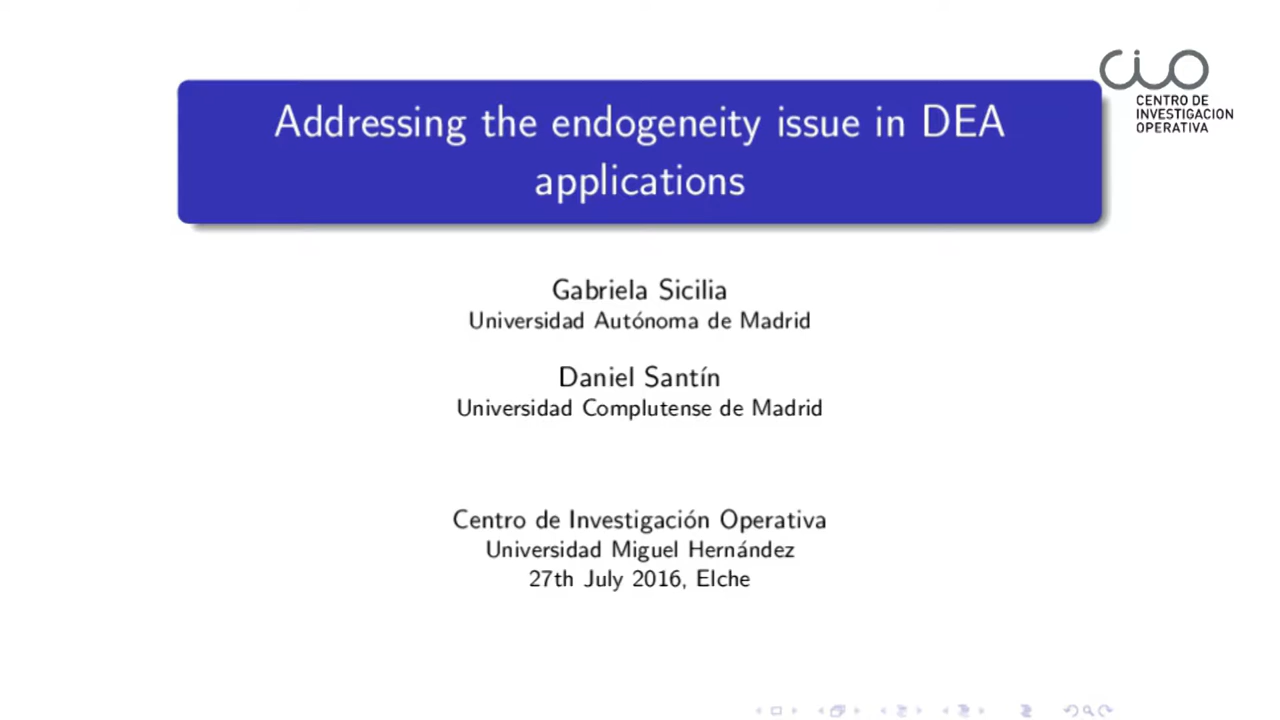 CIO
CENTRO DE
INVESTIGACION
OPERATIVA
Addressing the endogeneity issue in DEA
applications
Gabriela Sicilia
Universidad Autónoma de Madrid
Daniel Santín
Universidad Complutense de Madrid
Centro de Investigación Operativa
Universidad Miguel Hernández
27th July 2016, Elche